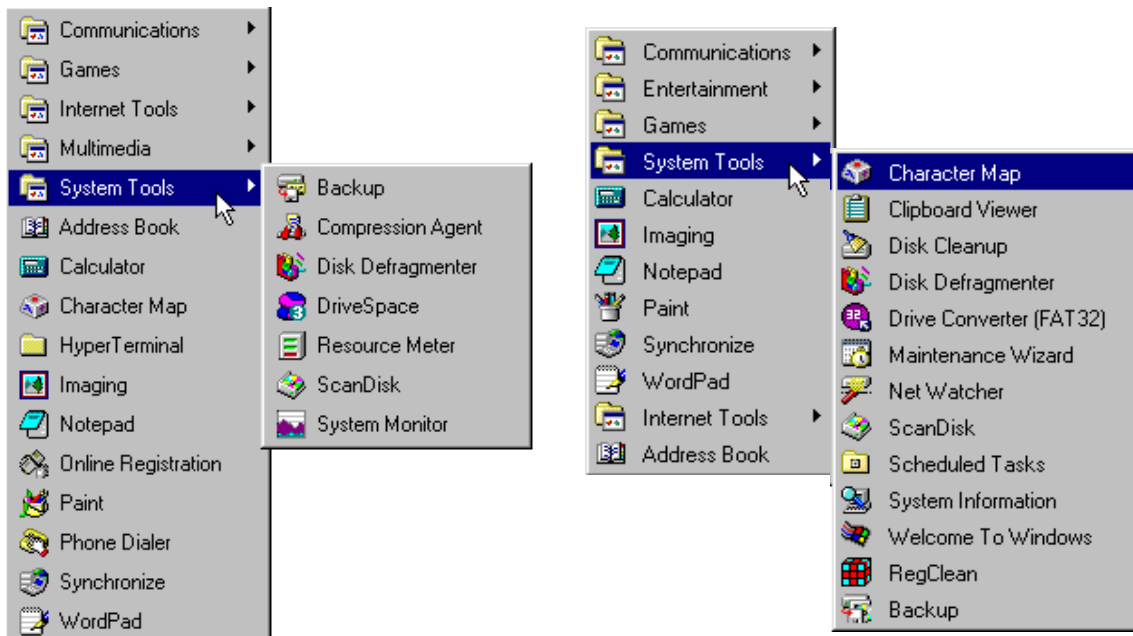 Communications
Games
Internet Tools
Multimedia
System Tools
Address Book
Calculator
Character Map
HyperTerminal
Imaging
Notepad
Online Registration
Paint
Phone Dialer
Synchronize
WordPad
Backup
Compression Agent
Disk Defragmenter
DriveSpace
Resource Meter
ScanDisk
System Monitor
Communications
Entertainment
Games
System Tools
Calculator
Imaging
Notepad
Paint
Synchronize
WordPad
Internet Tools
Address Book
Character Map
Clipboard Viewer
Disk Cleanup
Disk Defragmenter
Drive Converter (FAT32)
Maintenance Wizard
Net Watcher
ScanDisk
Scheduled Tasks
System Information
Welcome To Windows
RegClean
Backup